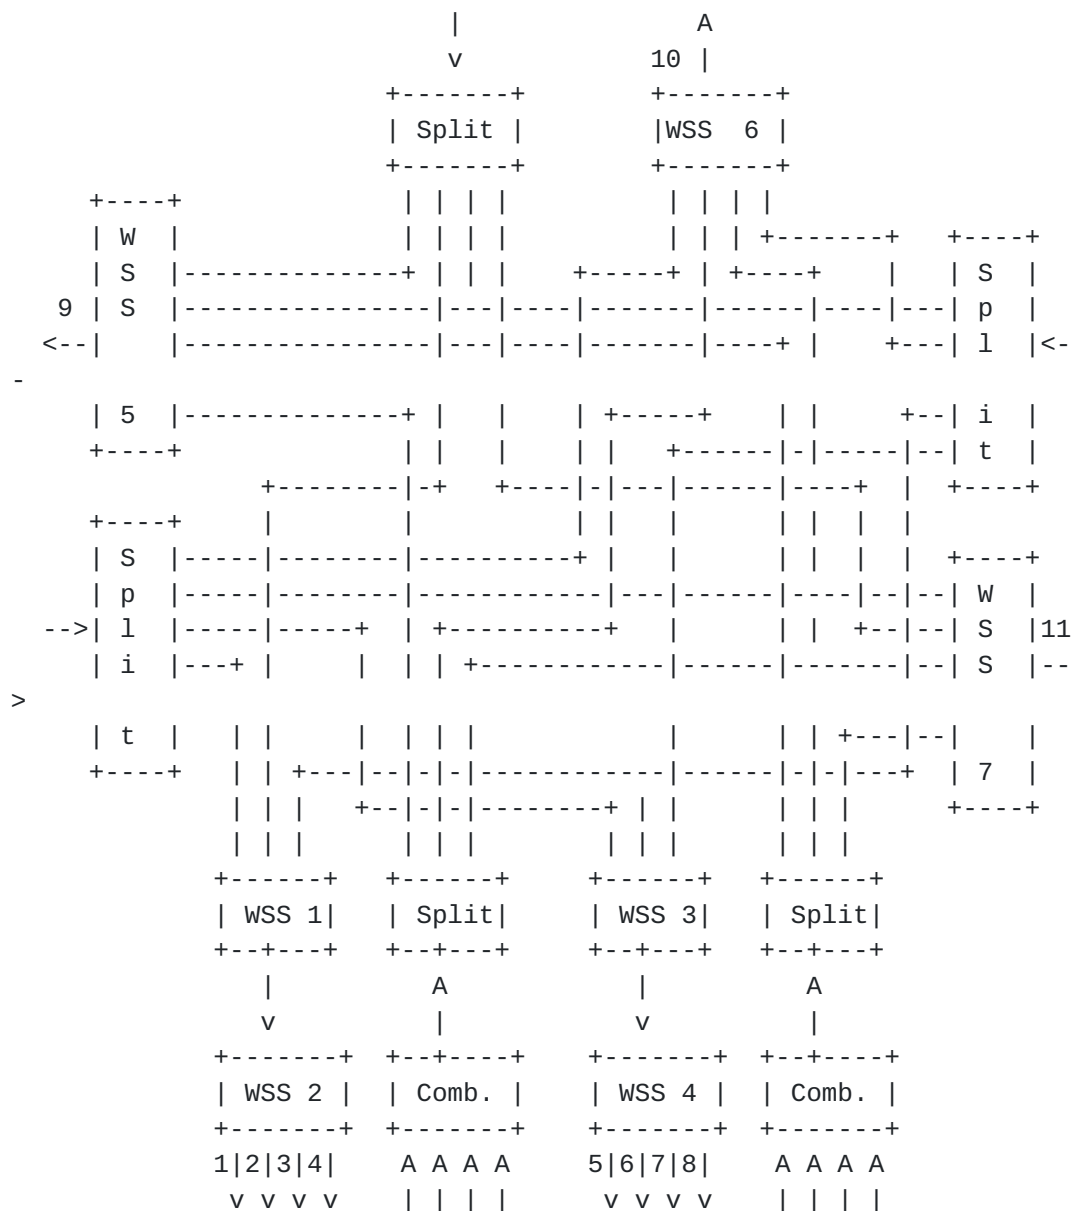 |               A
                            v            10 |
                        +-------+        +-------+
                        | Split |        |WSS  6 |
                        +-------+        +-------+
     +----+              | | | |          | | | |
     | W  |              | | | |          | | | +-------+   +----+
     | S  |--------------+ | | |    +-----+ | +----+    |   | S  |
   9 | S  |----------------|---|----|-------|------|----|---| p  |
  <--|    |----------------|---|----|-------|----+ |    +---| l  |<-
-
     | 5  |--------------+ |   |    | +-----+    | |     +--| i  |
     +----+              | |   |    | |   +------|-|-----|--| t  |
                +--------|-+   +----|-|---|------|----+  |  +----+
     +----+     |        |          | |   |      | |  |  |
     | S  |-----|--------|----------+ |   |      | |  |  |  +----+
     | p  |-----|--------|------------|---|------|----|--|--| W  |
  -->| l  |-----|-----+  | +----------+   |      | |  +--|--| S  |11
     | i  |---+ |     |  | | +------------|------|-------|--| S  |--
>
     | t  |   | |     |  | | |            |      | | +---|--|    |
     +----+   | | +---|--|-|-|------------|------|-|-|---+  | 7  |
              | | |   +--|-|-|--------+ | |      | | |      +----+
              | | |      | | |        | | |      | | |
             +------+   +------+     +------+   +------+
             | WSS 1|   | Split|     | WSS 3|   | Split|
             +--+---+   +--+---+     +--+---+   +--+---+
                |          A            |          A
                v          |            v          |
             +-------+  +--+----+    +-------+  +--+----+
             | WSS 2 |  | Comb. |    | WSS 4 |  | Comb. |
             +-------+  +-------+    +-------+  +-------+
             1|2|3|4|    A A A A     5|6|7|8|    A A A A
              v v v v    | | | |      v v v v    | | | |